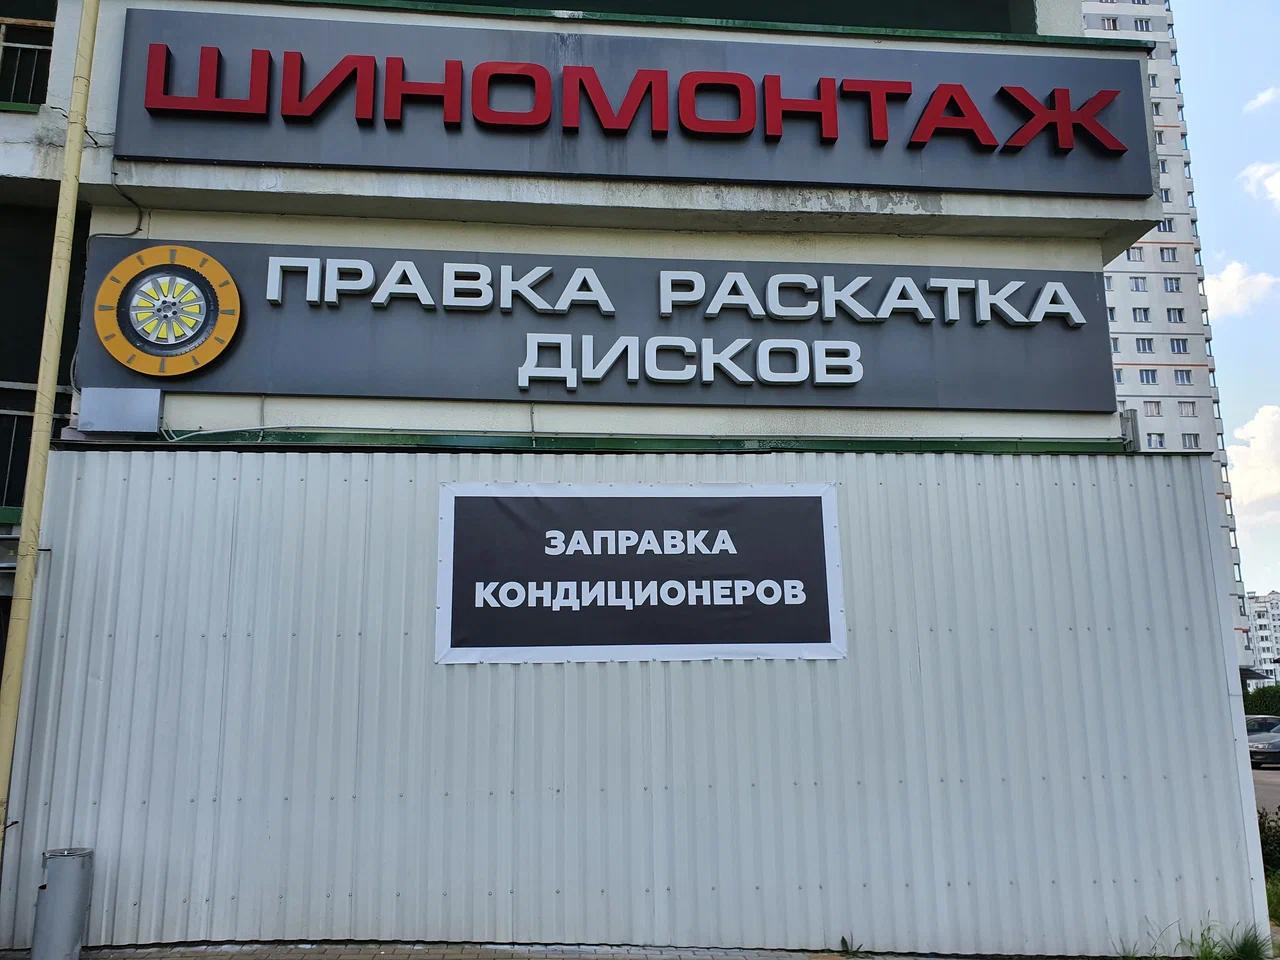 ШИНОМОНТАЖ
ПРАВКА РАСКАТКА
ДИСКОВ
ЗАПРАВКА
КОНДИЦИОНЕРОВ